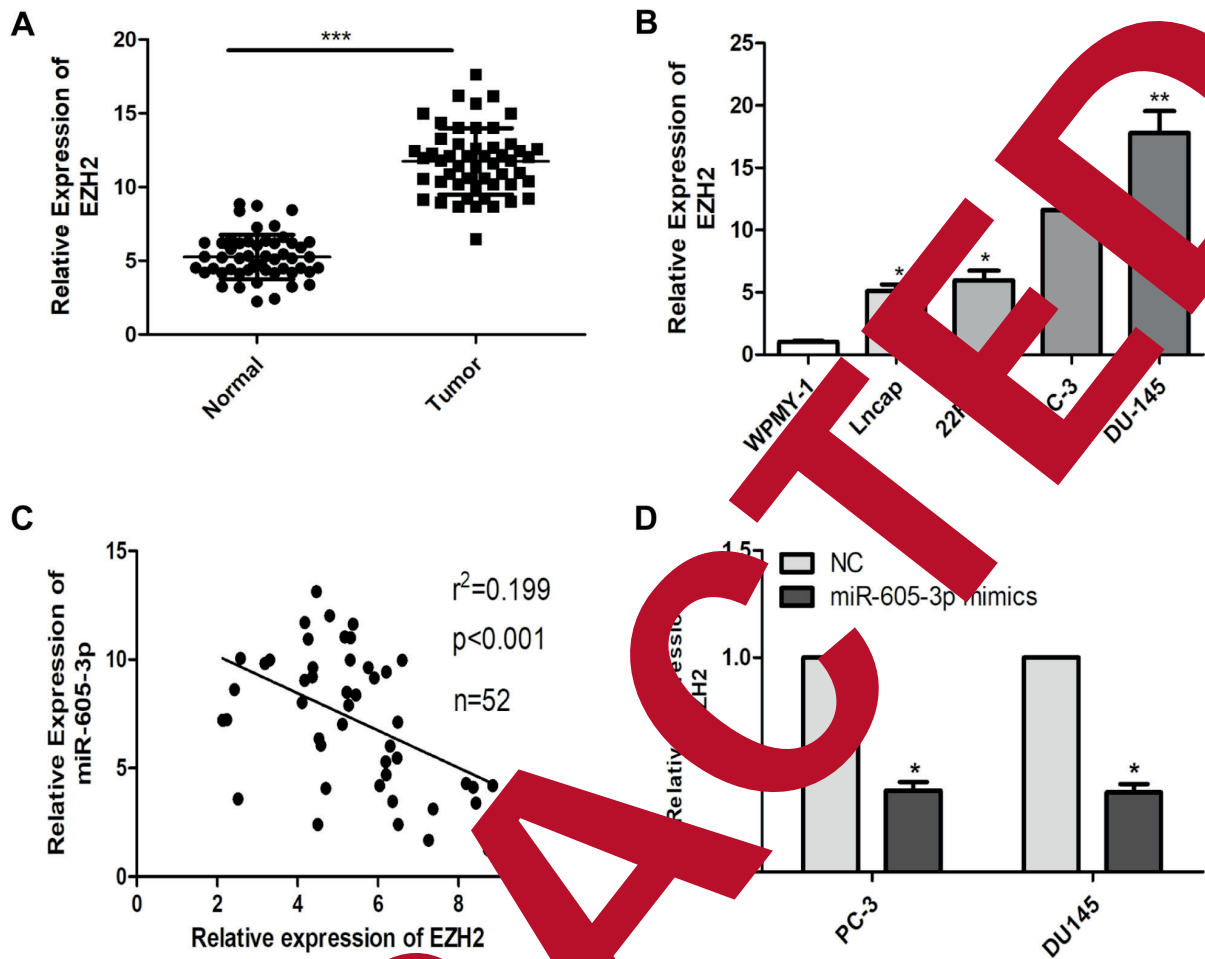 A
Relative Expression of
EZH2
20
15
10
5
0
***
Normal
Tumor
B
Relative Expression of
EZH2
25
20
15
10
5
0
*
*
**
WPMY-1
Lncap
DU-145
C
Relative Expression of
miR-605-3p
15
10
5
0
r²=0.199
p<0.001
n=52
0
2
4
6
8
Relative expression of EZH2
D
Relative
1.5
1.0
NC
miR-605-3p mimics
*
*
PC-3
DU145